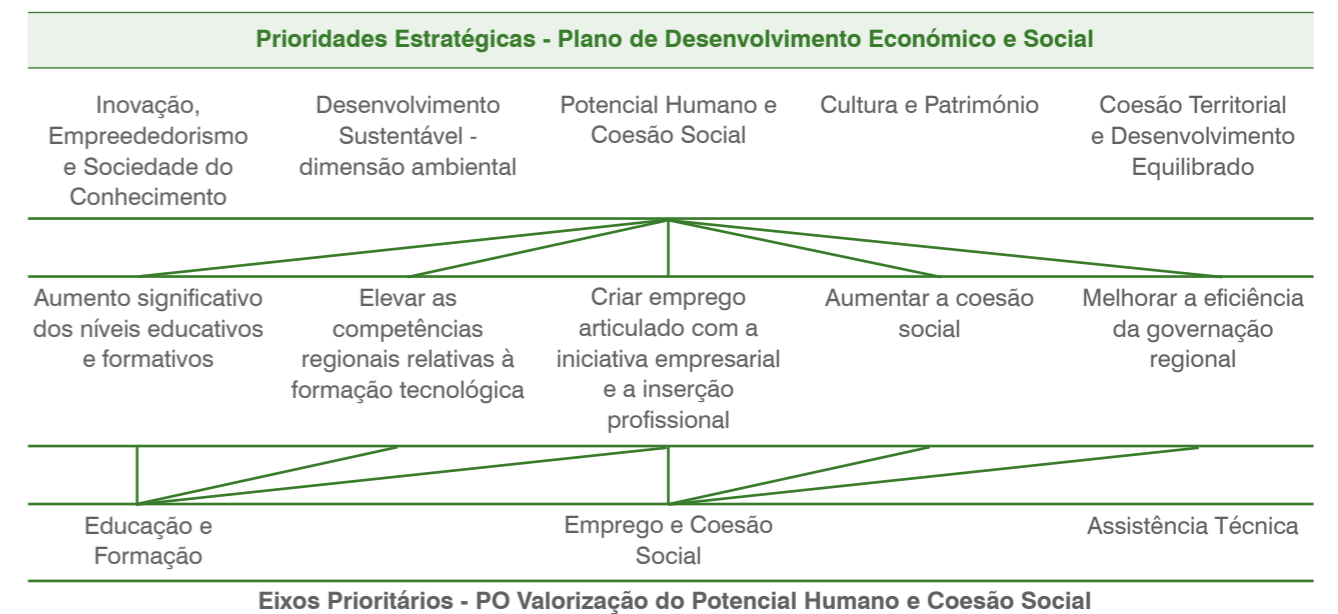 Prioridades Estratégicas - Plano de Desenvolvimento Económico e Social
Inovação,
Empreededorismo
e Sociedade do
Conhecimento
Desenvolvimento
Sustentável -
dimensão ambiental
Potencial Humano e
Coesão Social
Cultura e Património
Coesão Territorial
e Desenvolvimento
Equilibrado
Aumento significativo
dos níveis educativos
e formativos
Elevar as
competências
regionais relativas à
formação tecnológica
Criar emprego
articulado com a
iniciativa empresarial
e a inserção
profissional
Aumentar a coesão
social
Melhorar a eficiência
da governação
regional
Educação e
Formação
Emprego e Coesão
Social
Assistência Técnica
Eixos Prioritários - PO Valorização do Potencial Humano e Coesão Social